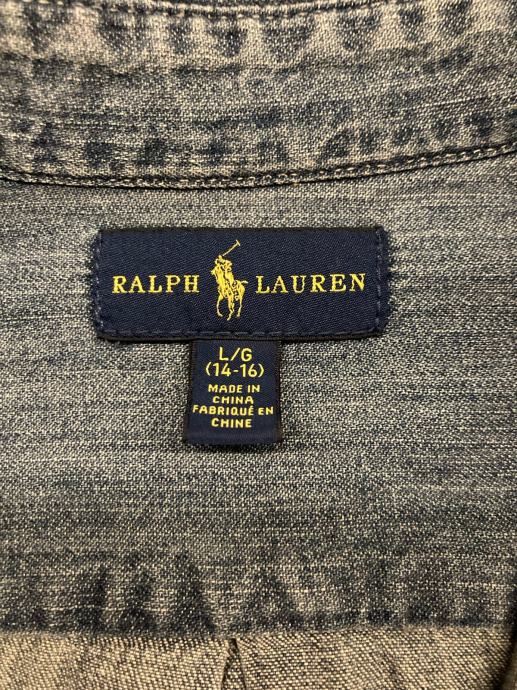 RALPH LAUREN
L/G
(14-16)
MADE IN
CHINA
FABRIQUÉ EN
CHINE